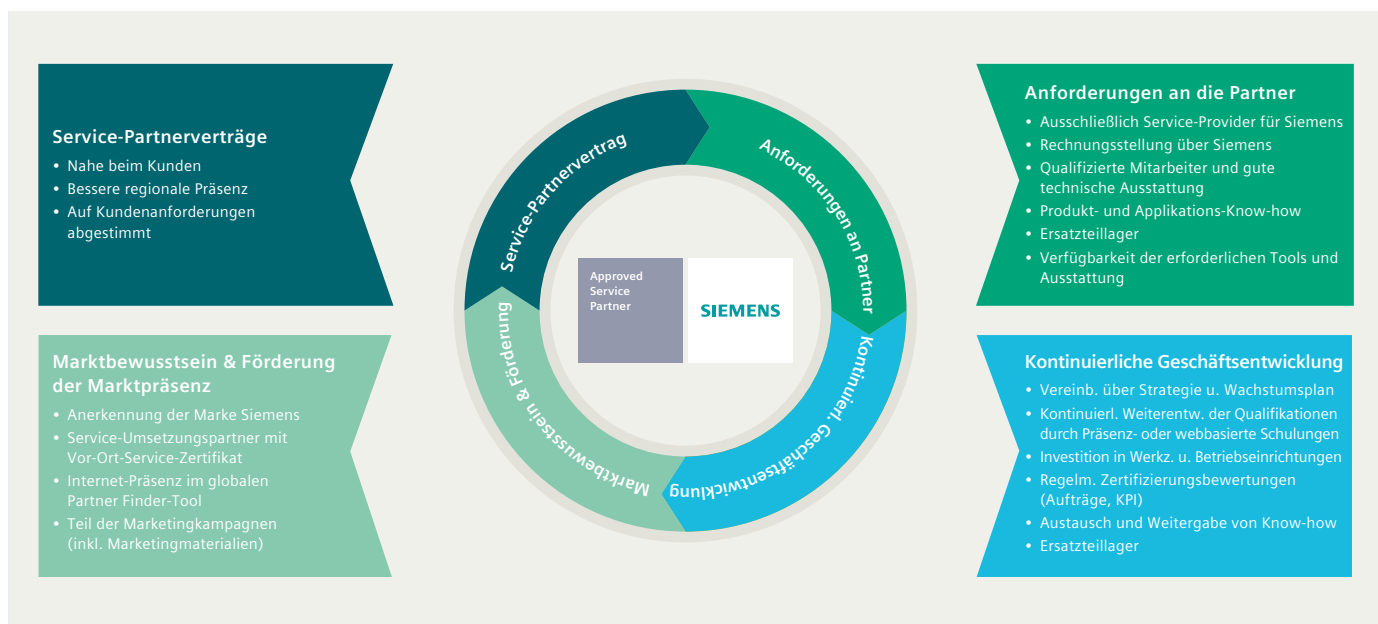 Service-Partnerverträge
• Nahe beim Kunden
• Bessere regionale Präsenz
• Auf Kundenanforderungen
abgestimmt
Marktbewusstsein & Förderung
der Marktpräsenz
• Anerkennung der Marke Siemens
• Service-Umsetzungspartner mit
Vor-Ort-Service-Zertifikat
• Internet-Präsenz im globalen
Partner Finder-Tool
• Teil der Marketingkampagnen
(inkl. Marketingmaterialien)
Service-Partnervertrag
Anforderungen an Partner
Kontinuierl. Geschäftsentwicklung
Marktbewusstsein & Förderung
Approved
Service
Partner
SIEMENS
Anforderungen an die Partner
• Ausschließlich Service-Provider für Siemens
• Rechnungsstellung über Siemens
• Qualifizierte Mitarbeiter und gute
technische Ausstattung
• Produkt- und Applikations-Know-how
• Ersatzteillager
• Verfügbarkeit der erforderlichen Tools und
Ausstattung
Kontinuierliche Geschäftsentwicklung
• Vereinb. über Strategie u. Wachstumsplan
• Kontinuierl. Weiterentw. der Qualifikationen
durch Präsenz- oder webbasierte Schulungen
• Investition in Werkz. u. Betriebseinrichtungen
• Regelm. Zertifizierungsbewertungen
(Aufträge, KPI)
• Austausch und Weitergabe von Know-how
• Ersatzteillager